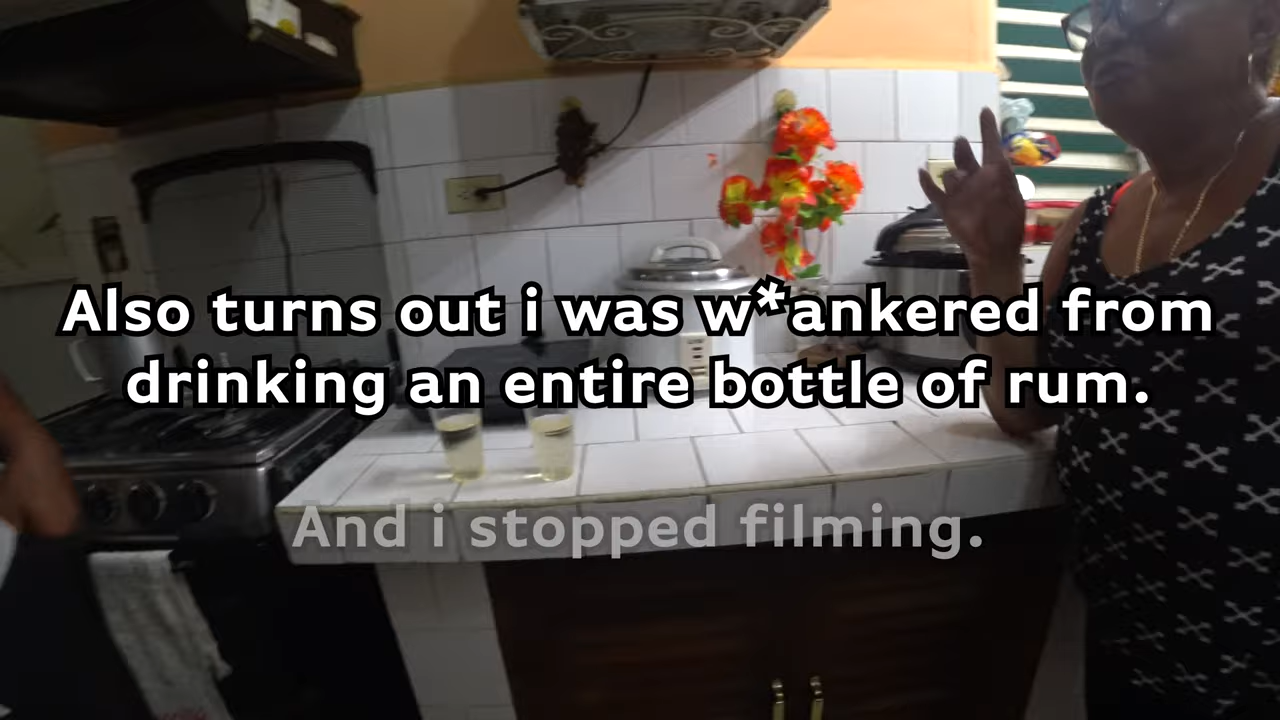 Also turns out i was w*ankered from
drinking an entire bottle of rum.
And i stopped filming.